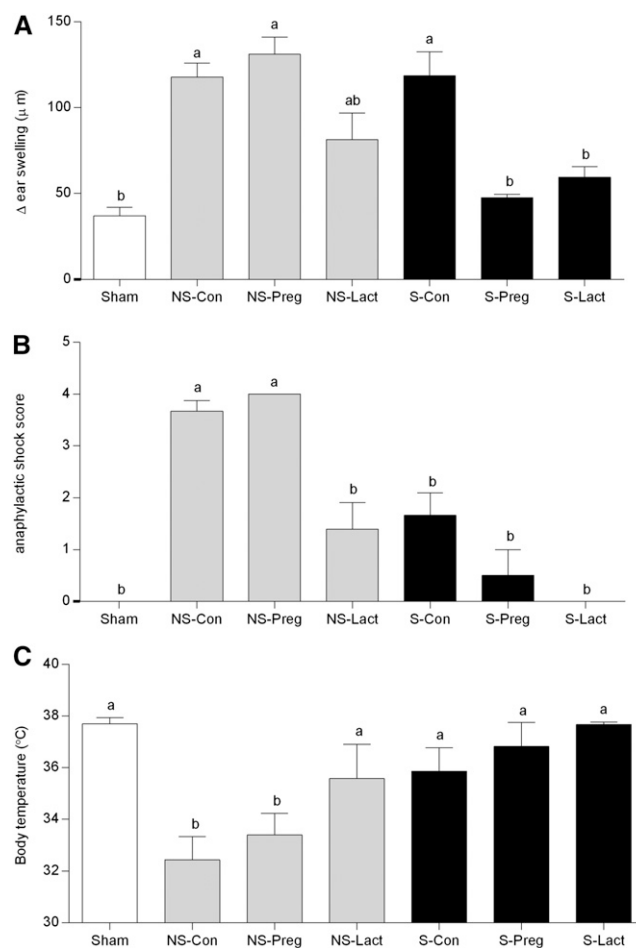 A
150
100
50
0
Δ ear swelling (μ m)
b
a
a
ab
a
b
b
Sham NS-Con NS-Preg NS-Lact S-Con S-Preg S-Lact
B
5
4
3
2
1
0
anaphylactic shock score
b
a
a
b
b
b
b
Sham NS-Con NS-Preg NS-Lact S-Con S-Preg S-Lact
C
40
38
36
34
32
30
Body temperature (°C)
a
b
b
a
a
a
a
Sham NS-Con NS-Preg NS-Lact S-Con S-Preg S-Lact